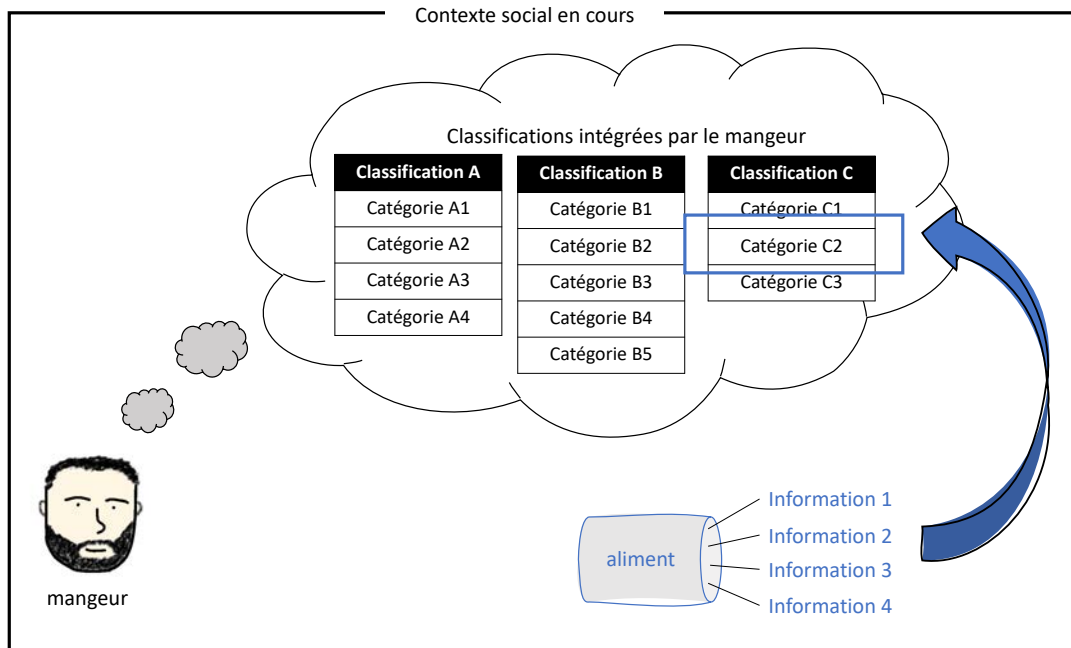 Contexte social en cours
Classifications intégrées par le mangeur
Classification A
Catégorie A1
Catégorie A2
Catégorie A3
Catégorie A4
Classification B
Catégorie B1
Catégorie B2
Catégorie B3
Catégorie B4
Catégorie B5
Classification C
Catégorie C1
Catégorie C2
Catégorie C3
mangeur
aliment
Information 1
Information 2
Information 3
Information 4